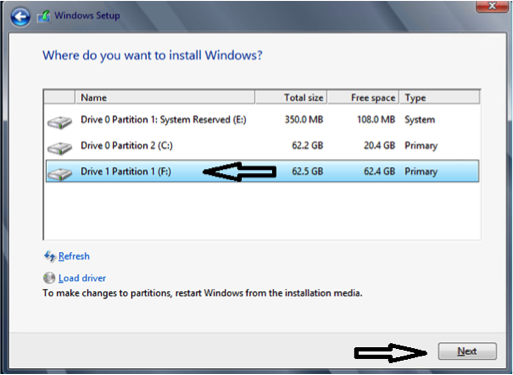 Windows Setup
Where do you want to install Windows?
Name Total size Free space Type
Drive 0 Partition 1: System Reserved (E:) 350.0 MB 108.0 MB System
Drive 0 Partition 2 (C:) 62.2 GB 20.4 GB Primary
Drive 1 Partition 1 (F:) 62.5 GB 62.4 GB Primary
Refresh
Load driver
To make changes to partitions, restart Windows from the installation media.
Next